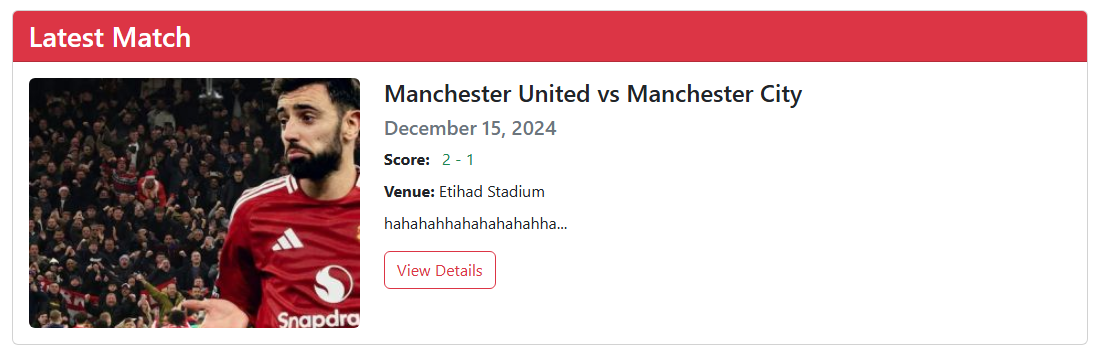 Latest Match
Manchester United vs Manchester City
December 15, 2024
Score: 2 - 1
Venue: Etihad Stadium
hahahahhahahahahahha...
View Details
Snapdra